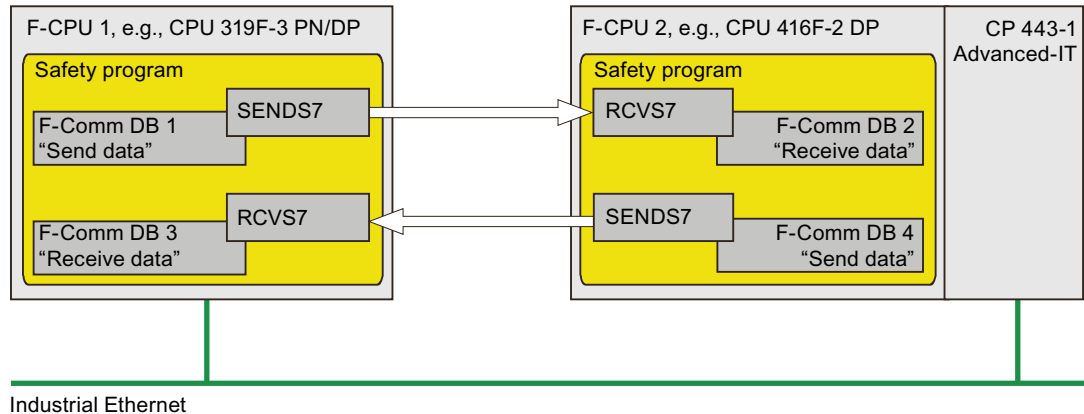 F-CPU 1, e.g., CPU 319F-3 PN/DP
Safety program
SENDS7
F-Comm DB 1
“Send data”
RCVS7
F-Comm DB 3
“Receive data”
F-CPU 2, e.g., CPU 416F-2 DP
Safety program
RCVS7
F-Comm DB 2
“Receive data”
SENDS7
F-Comm DB 4
“Send data”
CP 443-1
Advanced-IT
Industrial Ethernet